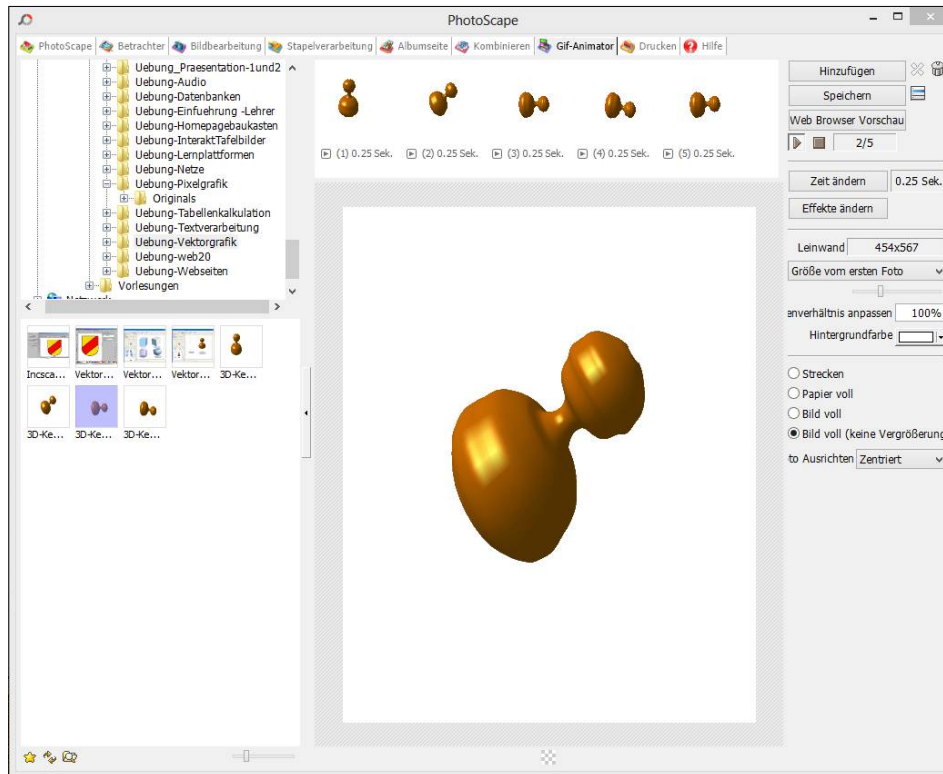 PhotoScape
PhotoScape Betrachter Bildbearbeitung Stapelverarbeitung Albumseite Kombinieren Gif-Animator Drucken Hilfe
Uebung_Praesentation-1und2
Uebung-Audio
Uebung-Datenbanken
Uebung-Einfuehrung -Lehrer
Uebung-Homepagebaukasten
Uebung-InteraktTafelbilder
Uebung-Lernplattformen
Uebung-Netze
Uebung-Pixelgrafik
Originals
Uebung-Tabellenkalkulation
Uebung-Textverarbeitung
Uebung-Vektorgrafik
Uebung-web20
Uebung-Webseiten
Vorlesungen
Incsca... Vektor... Vektor... Vektor... 3D-Ke...
3D-Ke... 3D-Ke... 3D-Ke...
(1) 0.25 Sek. (2) 0.25 Sek. (3) 0.25 Sek. (4) 0.25 Sek. (5) 0.25 Sek.
Hinzufügen
Speichern
Web Browser Vorschau
2/5
Zeit ändern 0.25 Sek.
Effekte ändern
Leinwand 454x567
Größe vom ersten Foto
enverhältnis anpassen 100%
Hintergrundfarbe
Strecken
Papier voll
Bild voll
Bild voll (keine Vergrößerung
to Ausrichten Zentriert